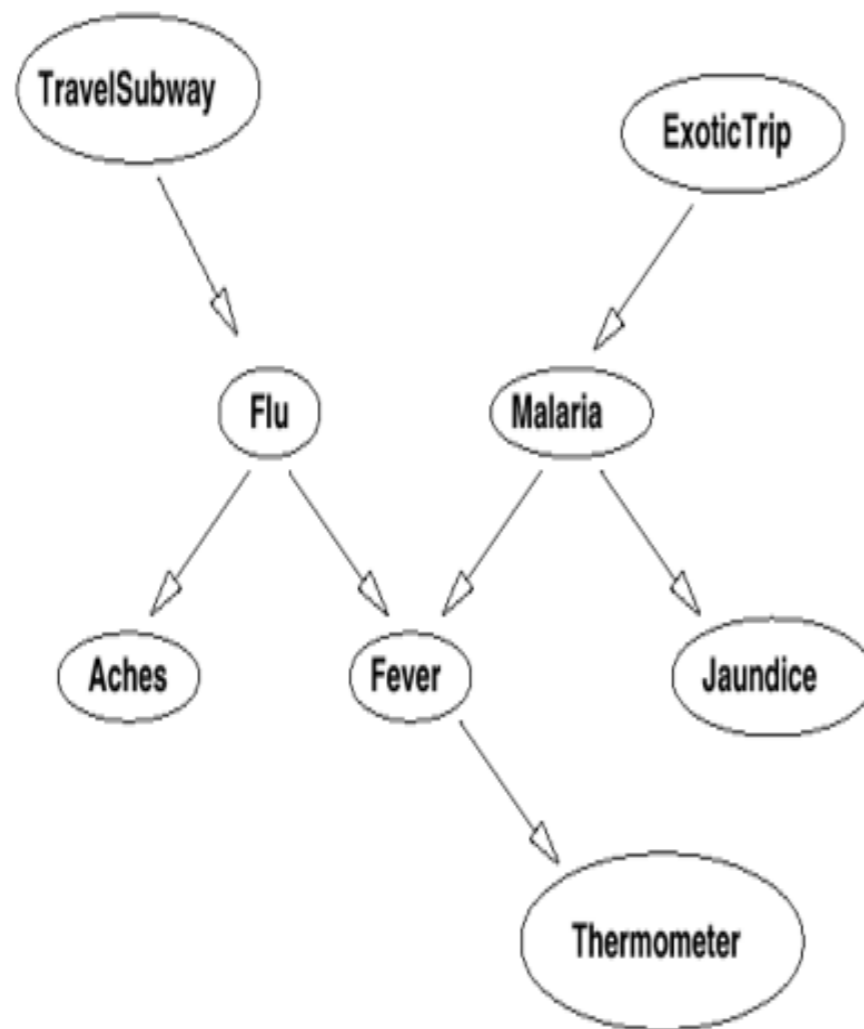 TravelSubway
ExoticTrip
Flu
Malaria
Aches
Fever
Jaundice
Thermometer